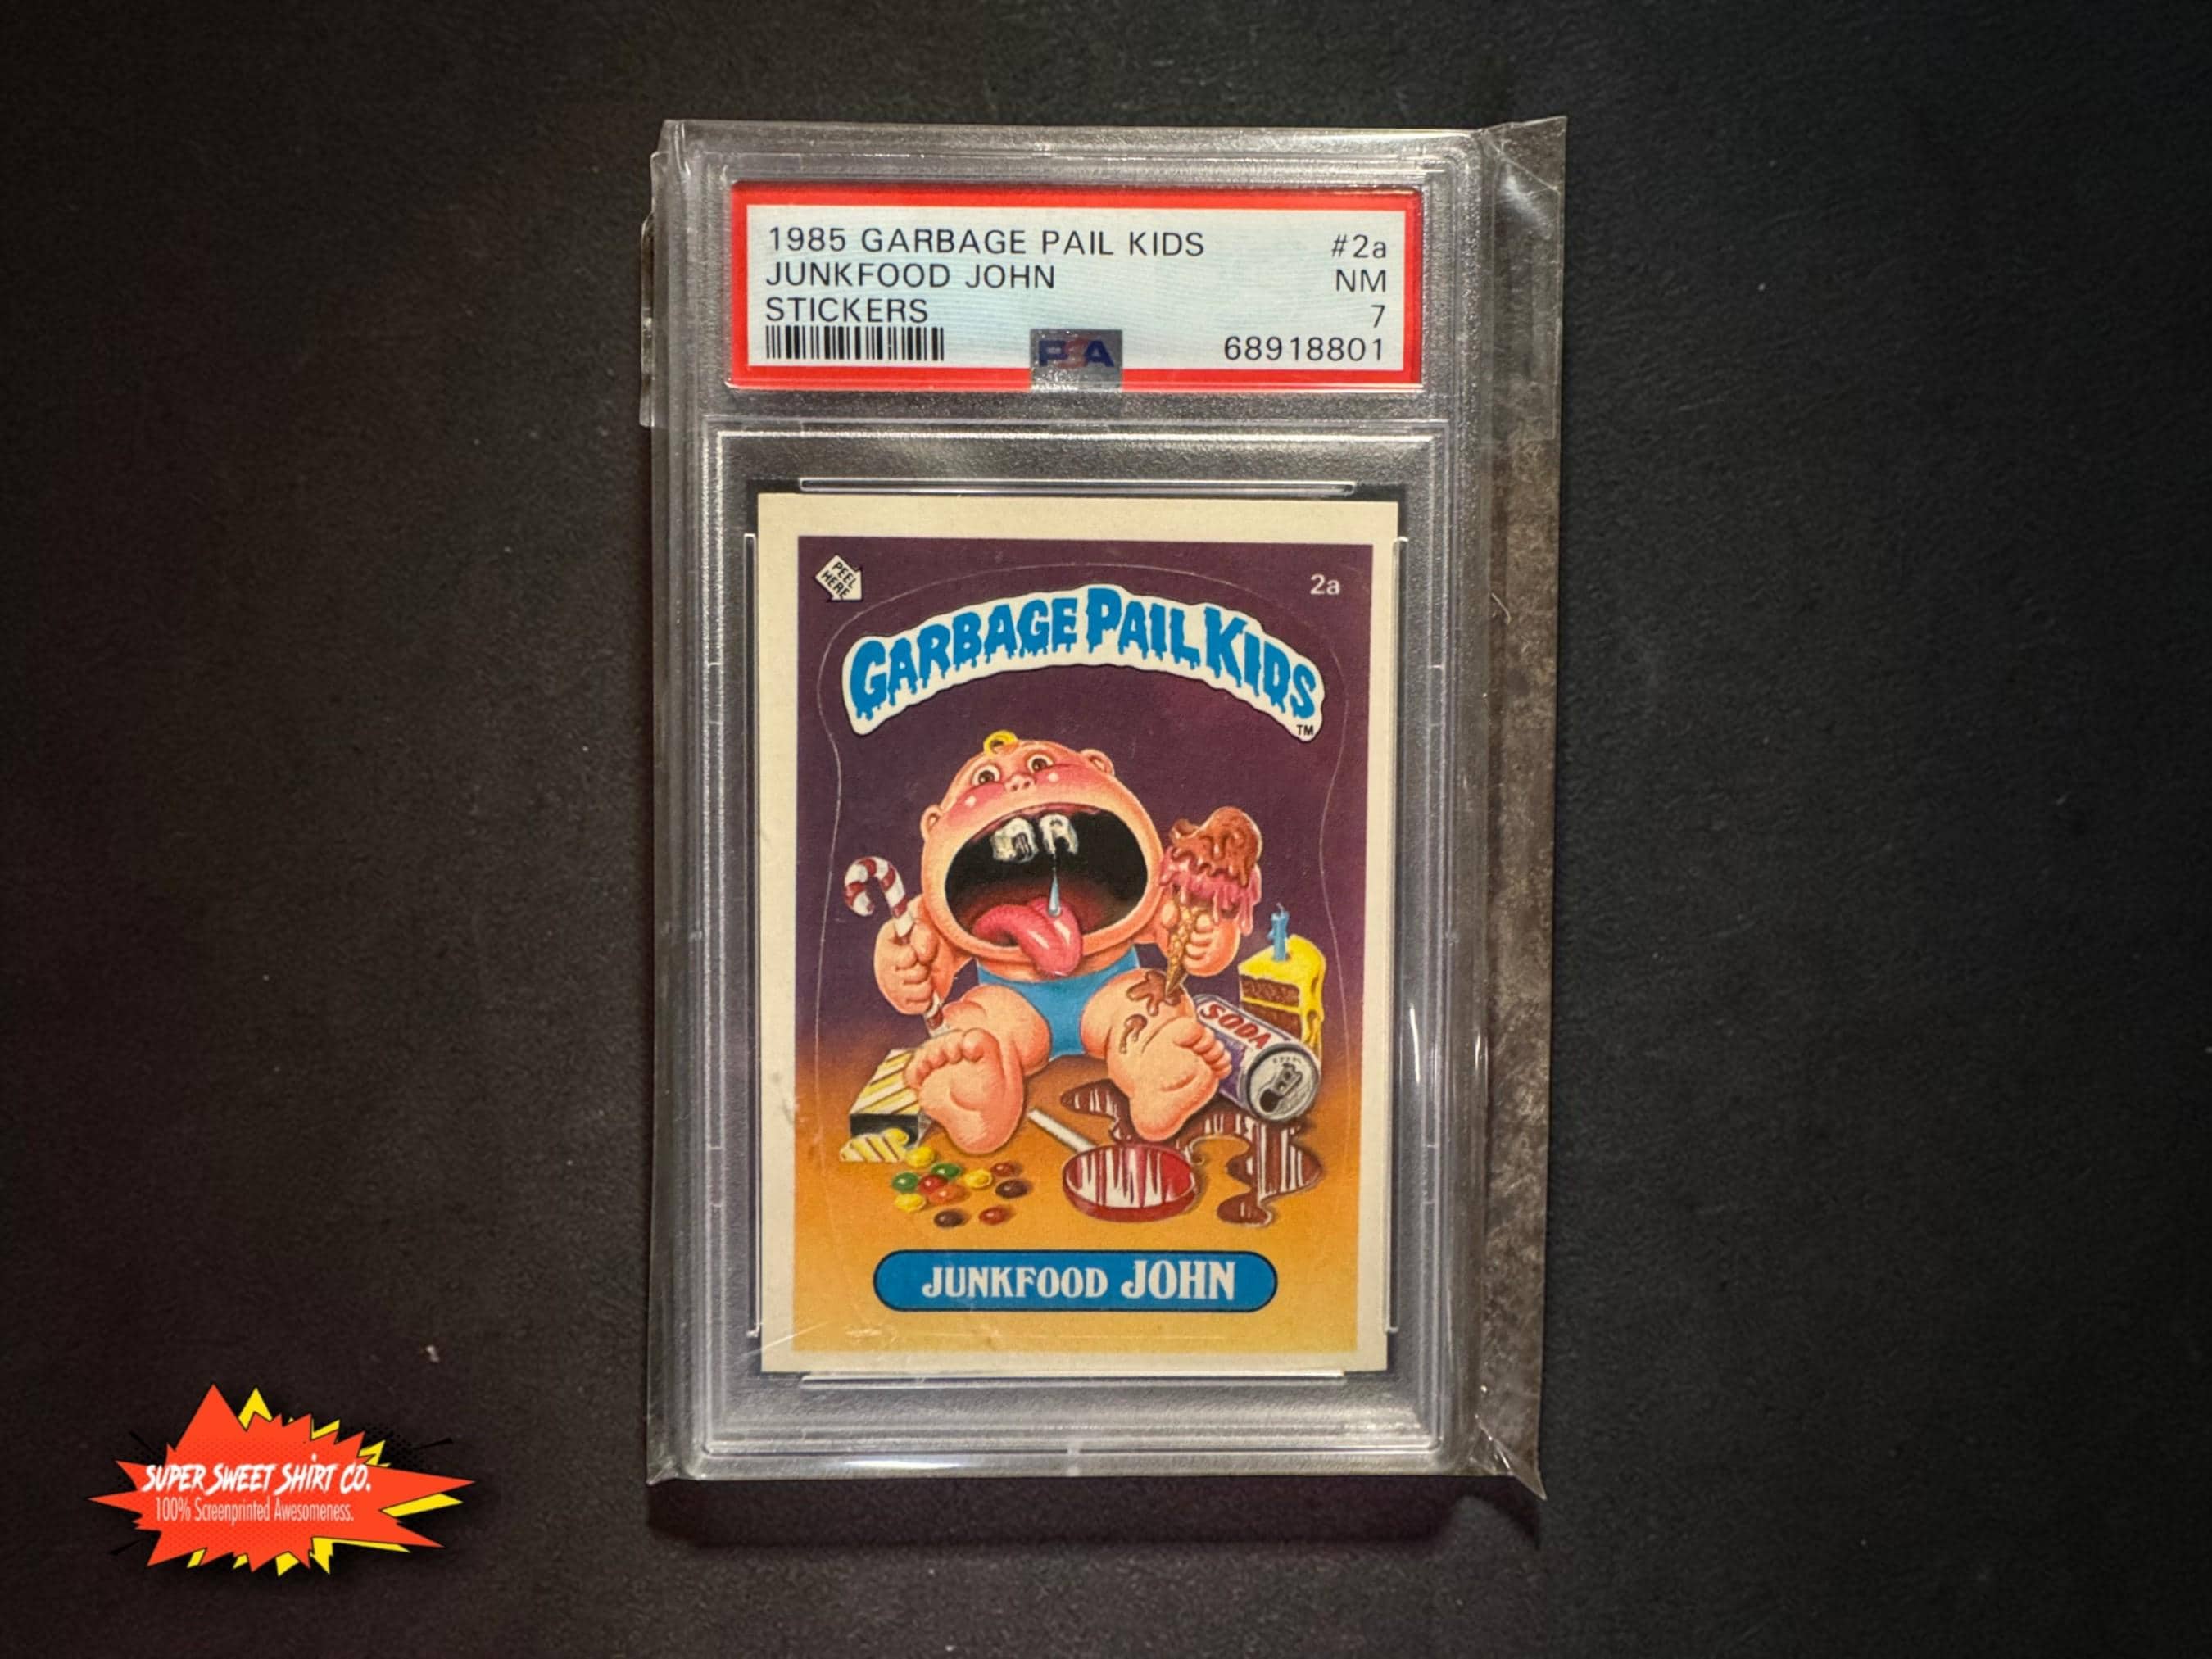 1985 GARBAGE PAIL KIDS #2a
JUNKFOOD JOHN NM
STICKERS 7
PSA 68918801
PEEL
HERE
2a
GARBAGE PAIL KIDS
TM
SODA
JUNKFOOD JOHN
SUPER SWEET SHIRT CO.
100% Screenprinted Awesomeness.